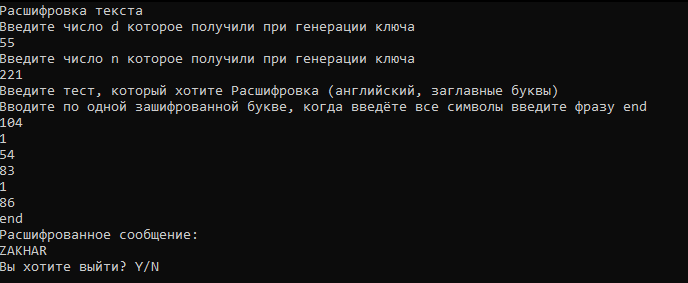 Расшифровка текста
Введите число d которое получили при генерации ключа
55
Введите число n которое получили при генерации ключа
221
Введите тест, который хотите Расшифровка (английский, заглавные буквы)
Вводите по одной зашифрованной букве, когда введёте все символы введите фразу end
104
1
54
83
1
86
end
Расшифрованное сообщение:
ZAKHAR
Вы хотите выйти? Y/N